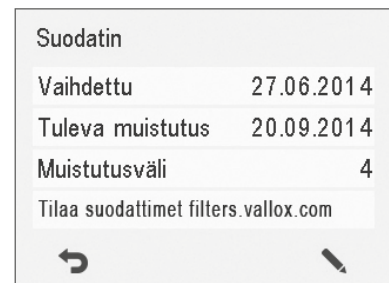 Suodatin
Vaihdettu 27.06.2014
Tuleva muistutus 20.09.2014
Muistutusväli 4
Tilaa suodattimet filters.vallox.com